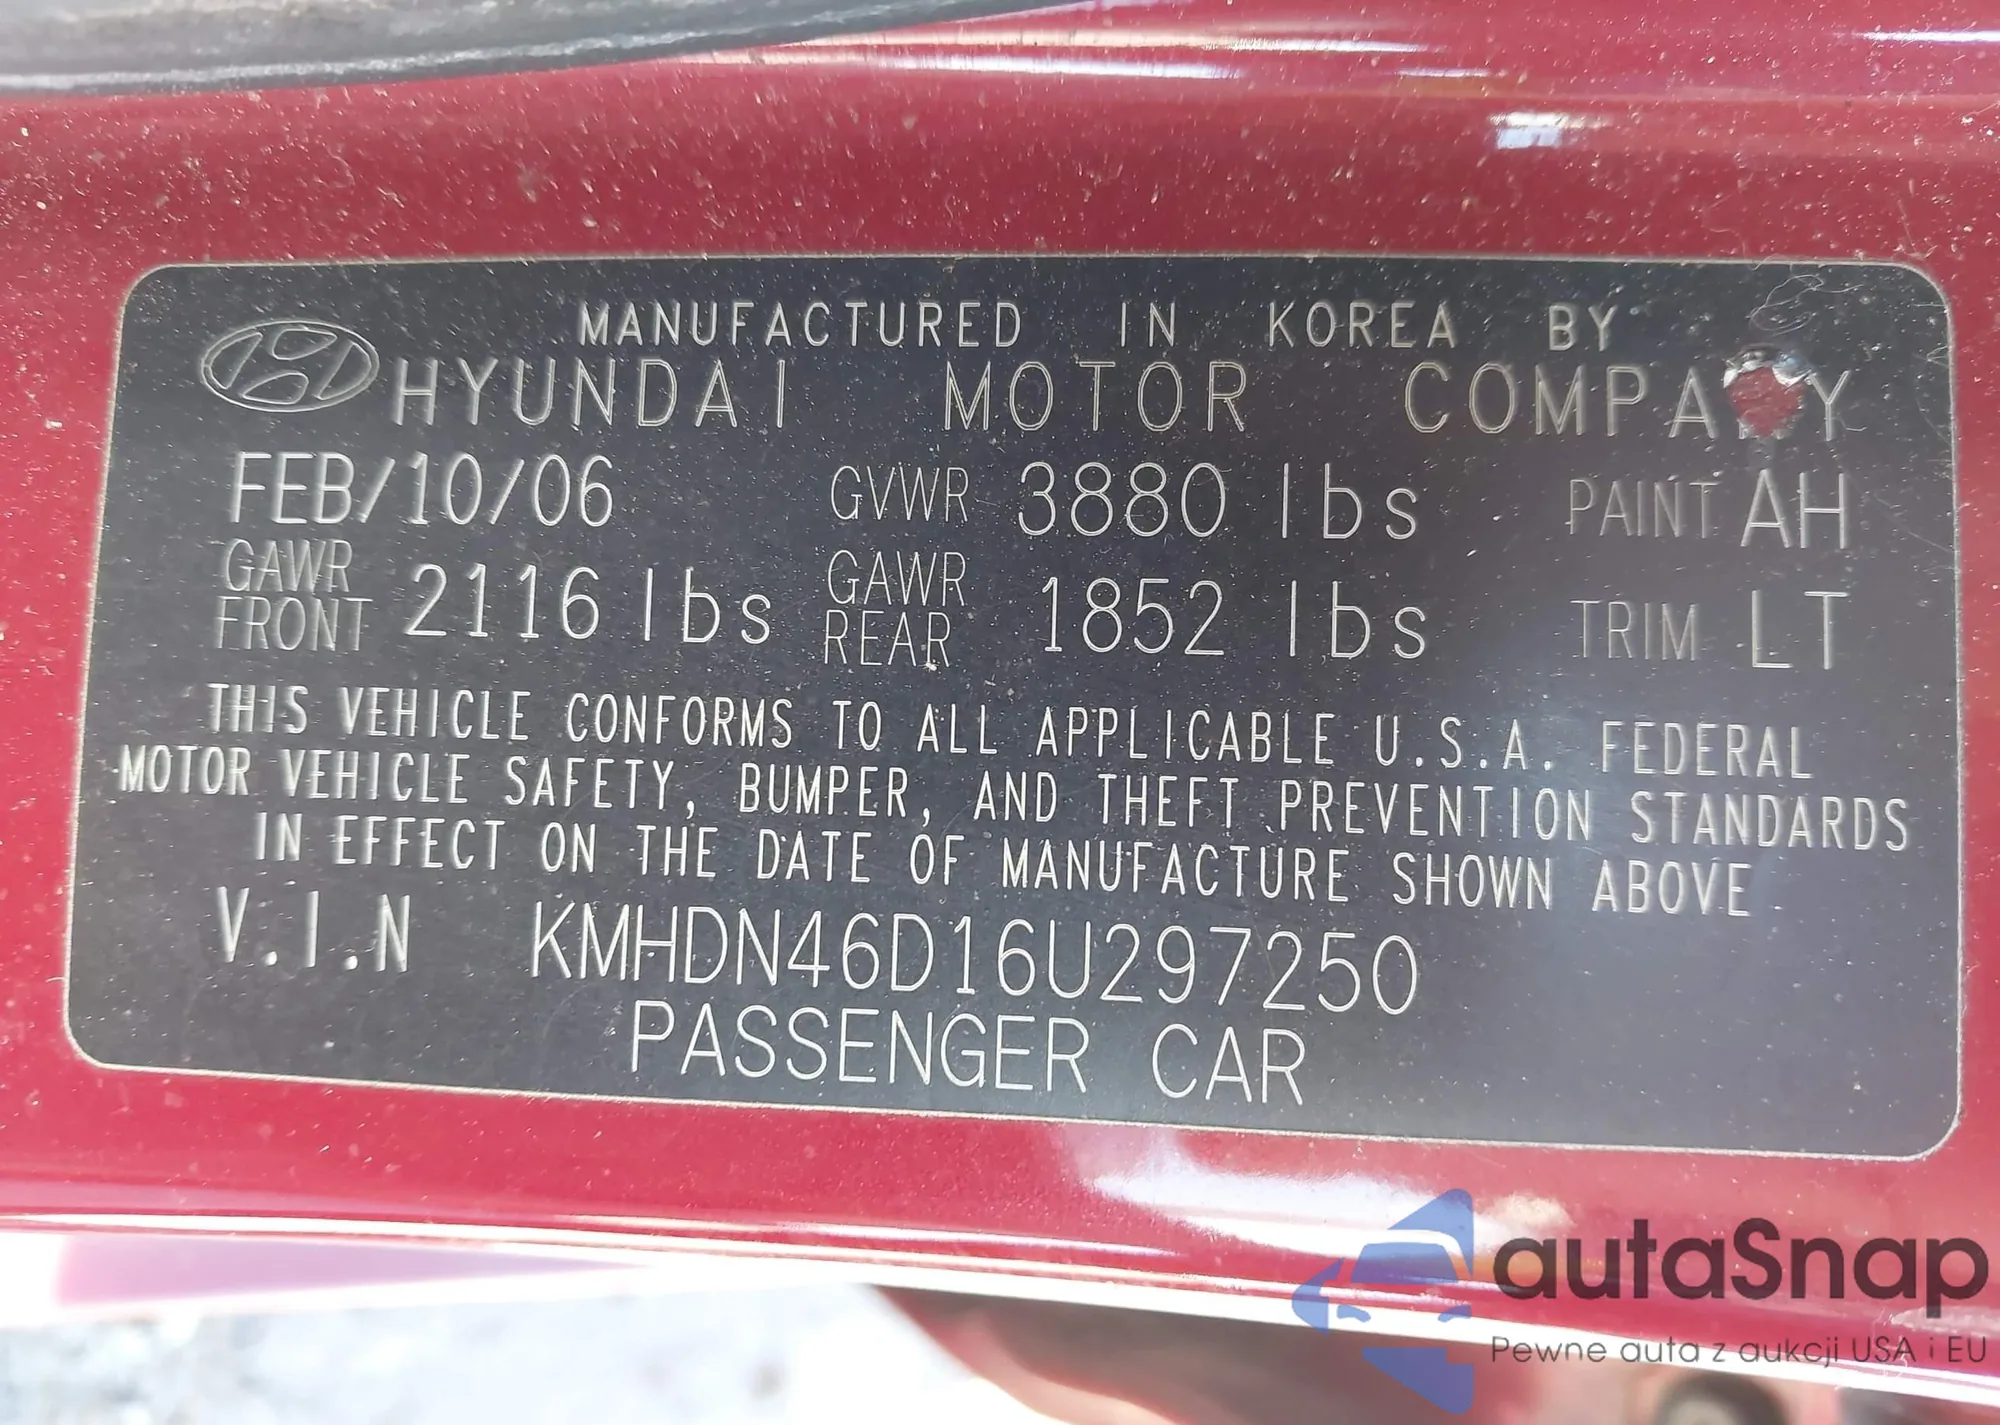 MANUFACTURED IN KOREA BY
HYUNDAI MOTOR COMPANY
FEB/10/06 GVWR 3880 lbs PAINT AH
GAWR FRONT 2116 lbs GAWR REAR 1852 lbs TRIM LT
THIS VEHICLE CONFORMS TO ALL APPLICABLE U.S.A. FEDERAL
MOTOR VEHICLE SAFETY, BUMPER, AND THEFT PREVENTION STANDARDS
IN EFFECT ON THE DATE OF MANUFACTURE SHOWN ABOVE
V.I.N KMHDN46D16U297250
PASSENGER CAR
autaSnap
Pewne auta z aukcji USA i EU